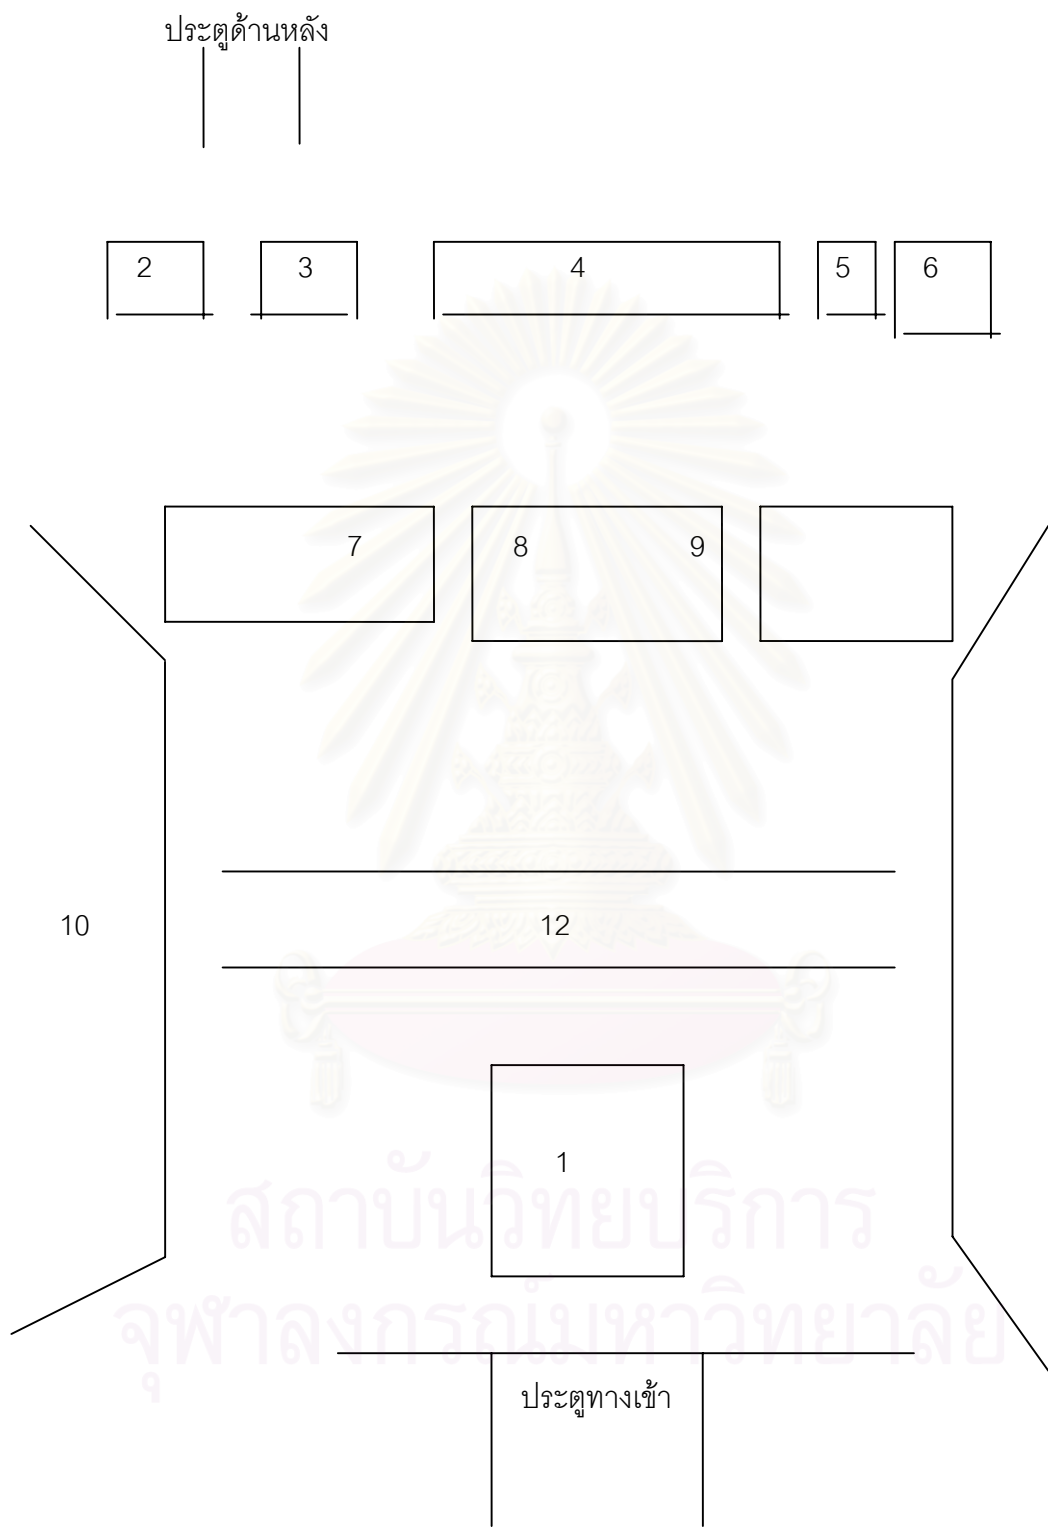 ประตูด้านหลัง
2 3 4 5 6
7 8 9
10 12
1
สถาบันวิทยบริการ
จุฬาลงกรณ์มหาวิทยาลัย
ประตูทางเข้า